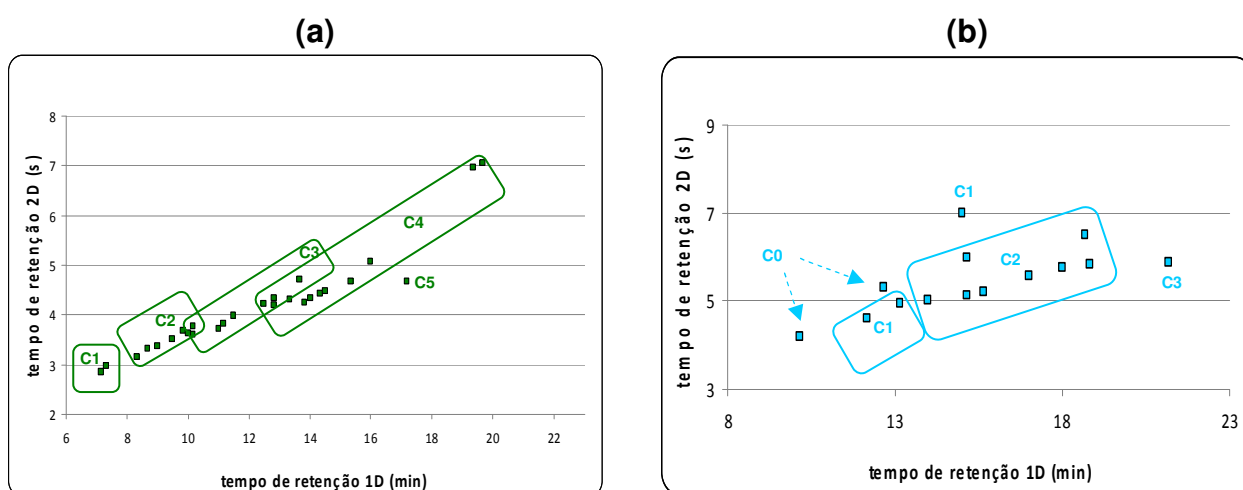 (a)
tempo de retenção 2D (s)
8
7
6
5
4
3
2
C1
C2
C3
C4
C5
6 8 10 12 14 16 18 20 22
tempo de retenção 1D (min)
(b)
tempo de retenção 2D (s)
9
7
5
3
C0
C1
C1
C2
C3
8 13 18 23
tempo de retenção 1D (min)